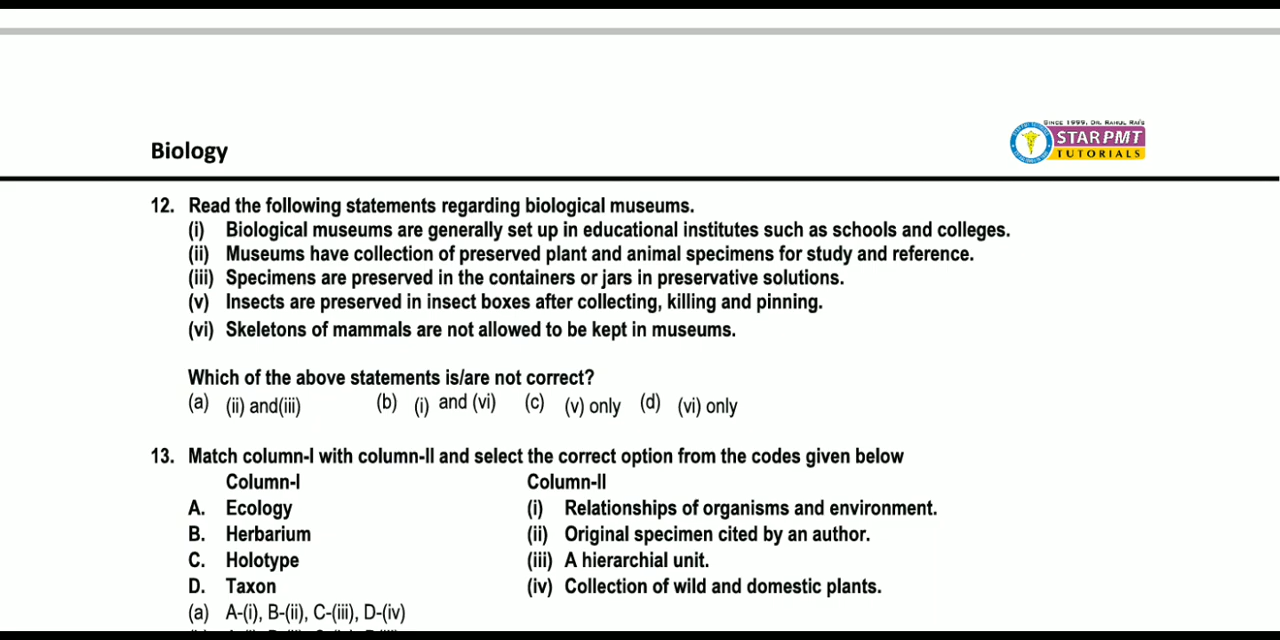 SINCE 1999, DR. RAHUL RAI'S
STAR PMT
TUTORIALS
Biology
12. Read the following statements regarding biological museums.
(i) Biological museums are generally set up in educational institutes such as schools and colleges.
(ii) Museums have collection of preserved plant and animal specimens for study and reference.
(iii) Specimens are preserved in the containers or jars in preservative solutions.
(v) Insects are preserved in insect boxes after collecting, killing and pinning.
(vi) Skeletons of mammals are not allowed to be kept in museums.
Which of the above statements is/are not correct?
(a) (ii) and(iii) (b) (i) and (vi) (c) (v) only (d) (vi) only
13. Match column-I with column-II and select the correct option from the codes given below
Column-I Column-II
A. Ecology (i) Relationships of organisms and environment.
B. Herbarium (ii) Original specimen cited by an author.
C. Holotype (iii) A hierarchial unit.
D. Taxon (iv) Collection of wild and domestic plants.
(a) A-(i), B-(ii), C-(iii), D-(iv)